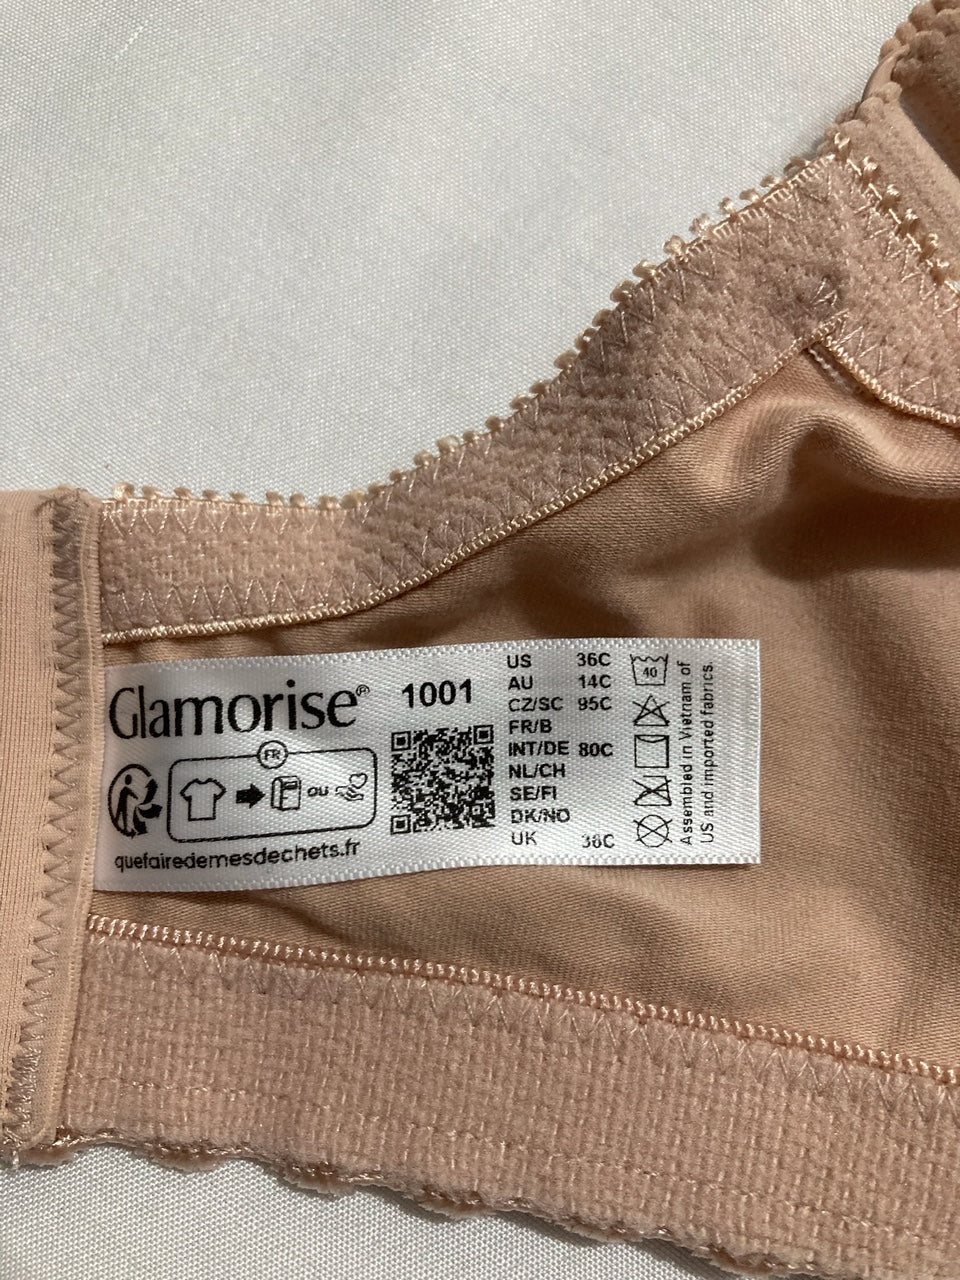 Glamorise® 1001
FR
OU
quefairedemesdechets.fr
US 36C
AU 14C
CZ/SC 95C
FR/B
INT/DE 80C
NL/CH
SE/FI
DK/NO
UK 36C
40
Assembled in Vietnam of
US and imported fabrics.